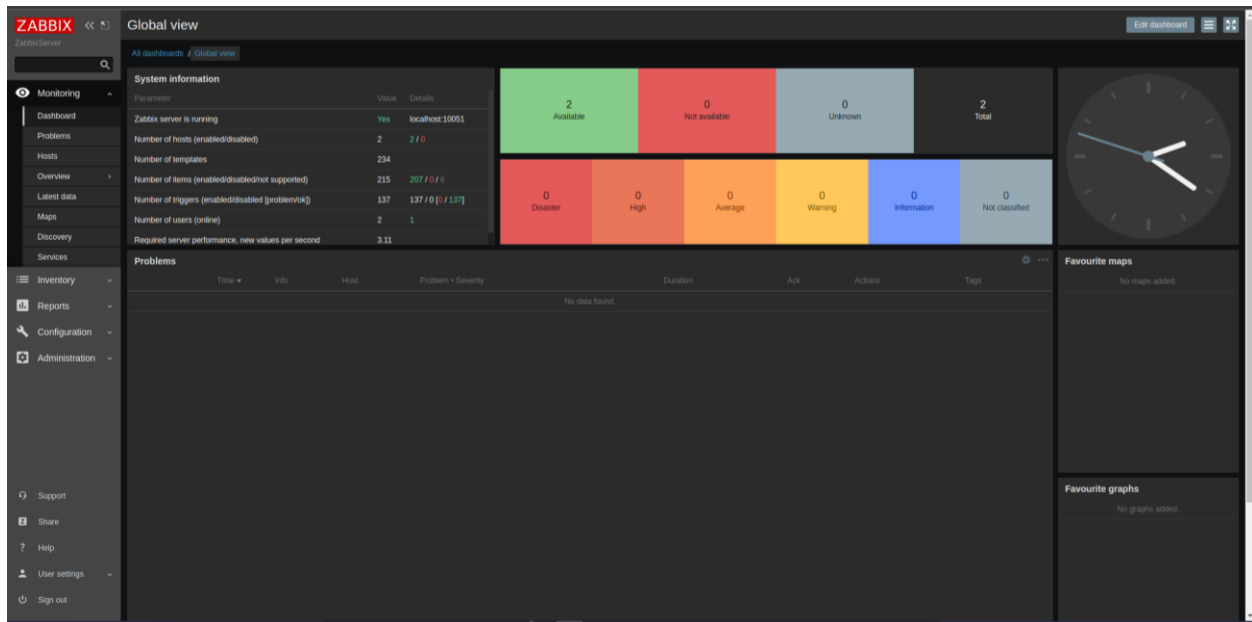 ZABBIX
ZabbixServer
Monitoring
Dashboard
Problems
Hosts
Overview
Latest data
Maps
Discovery
Services
Inventory
Reports
Configuration
Administration
Support
Share
Help
User settings
Sign out
Global view
Edit dashboard
All dashboards / Global view
System information
Parameter Value Details
Zabbix server is running Yes localhost:10051
Number of hosts (enabled/disabled) 2 2 / 0
Number of templates 234
Number of items (enabled/disabled/not supported) 215 207 / 0 / 8
Number of triggers (enabled/disabled [problem/ok]) 137 137 / 0 [0 / 137]
Number of users (online) 2 1
Required server performance, new values per second 3.11
2 0 0 2
Available Not available Unknown Total
0 0 0 0 0 0
Disaster High Average Warning Information Not classified
Problems
Time Info Host Problem • Severity Duration Ack Actions Tags
No data found.
Favourite maps
No maps added.
Favourite graphs
No graphs added.